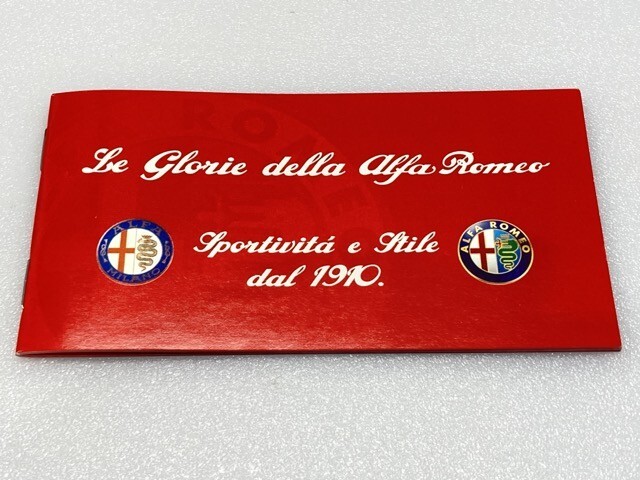 Le Glorie della Alfa Romeo
ALFA
MILANO
Sportivitá e Stile
dal 1910.
ALFA ROMEO